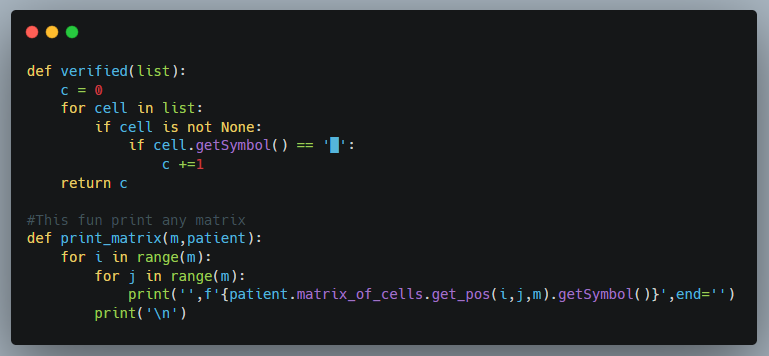 def verified(list):
    c = 0
    for cell in list:
        if cell is not None:
            if cell.getSymbol() == '█':
                c +=1
    return c

#This fun print any matrix
def print_matrix(m,patient):
    for i in range(m):
        for j in range(m):
            print('',f'{patient.matrix_of_cells.get_pos(i,j,m).getSymbol()}',end='')
        print('\n')